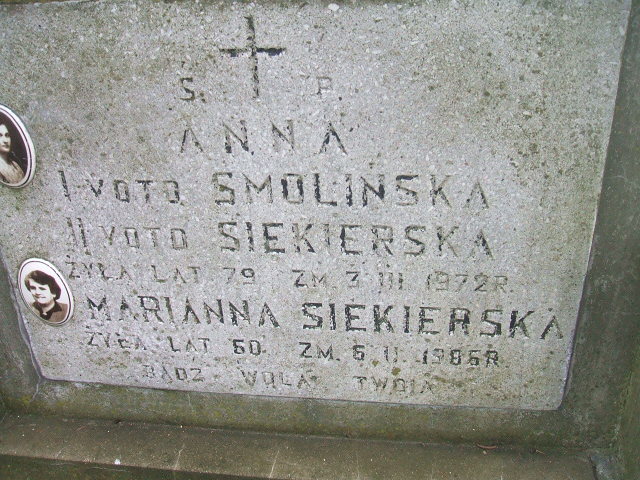 Ś. P.
ANNA
I-VOTO SMOLIŃSKA
II VOTO SIEKIERSKA
ŻYŁA LAT 79 ZM. 3 III 1972R.
MARIANNA SIEKIERSKA
ŻYŁA LAT 60. ZM. 6 II 1986R.
BĄDŹ WOLA TWOJA